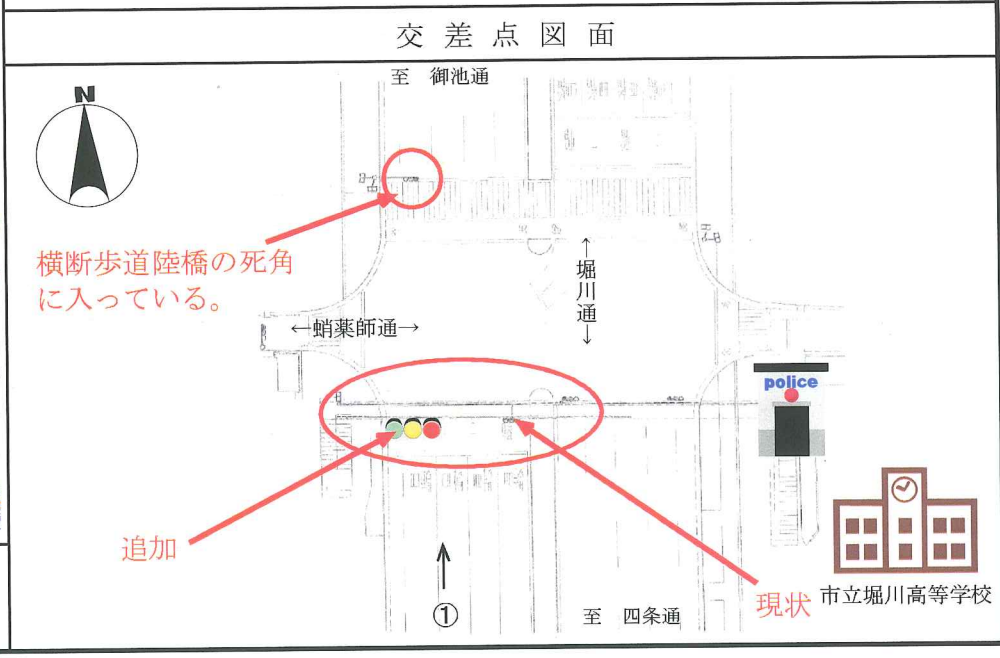 交差点図面
至 御池通
N
横断歩道陸橋の死角
に入っている。
←堀川通→
←蛸薬師通→
police
追加
現状
市立堀川高等学校
①
至 四条通